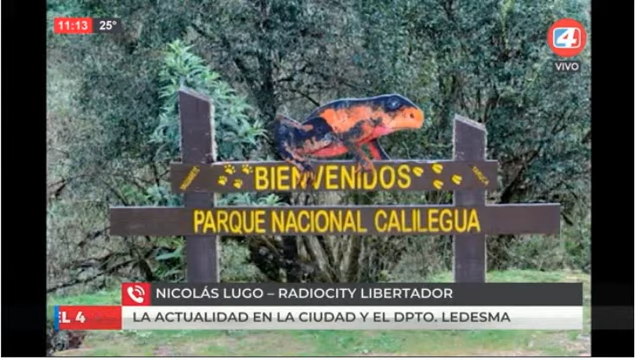 11:13 25°
4
VIVO
BIENVENIDOS
PARQUE NACIONAL CALILEGUA
NICOLÁS LUGO – RADIOCITY LIBERTADOR
EL 4
LA ACTUALIDAD EN LA CIUDAD Y EL DPTO. LEDESMA